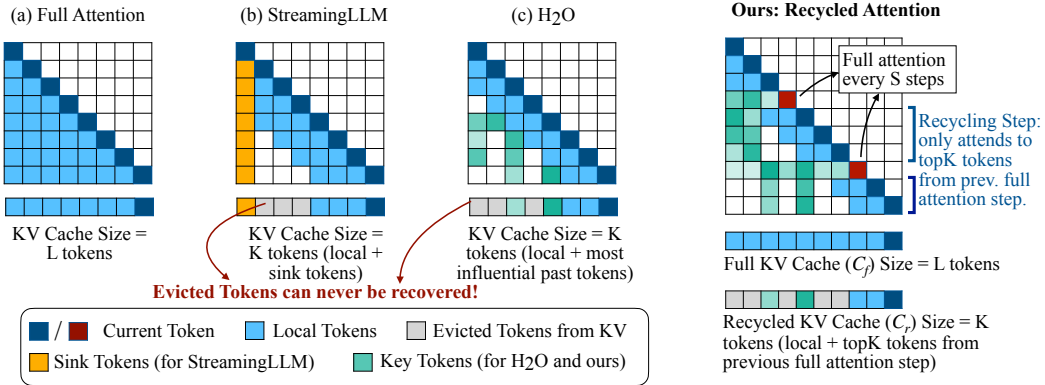 (a) Full Attention
(b) StreamingLLM
(c) H2O
Ours: Recycled Attention
Full attention
every S steps
Recycling Step:
only attends to
topK tokens
from prev. full
attention step.
KV Cache Size =
L tokens
KV Cache Size =
K tokens (local +
sink tokens)
KV Cache Size = K
tokens (local + most
influential past tokens)
Evicted Tokens can never be recovered!
Full KV Cache (Cf) Size = L tokens
Recycled KV Cache (Cr) Size = K
tokens (local + topK tokens from
previous full attention step)
/ Current Token
Local Tokens
Evicted Tokens from KV
Sink Tokens (for StreamingLLM)
Key Tokens (for H2O and ours)